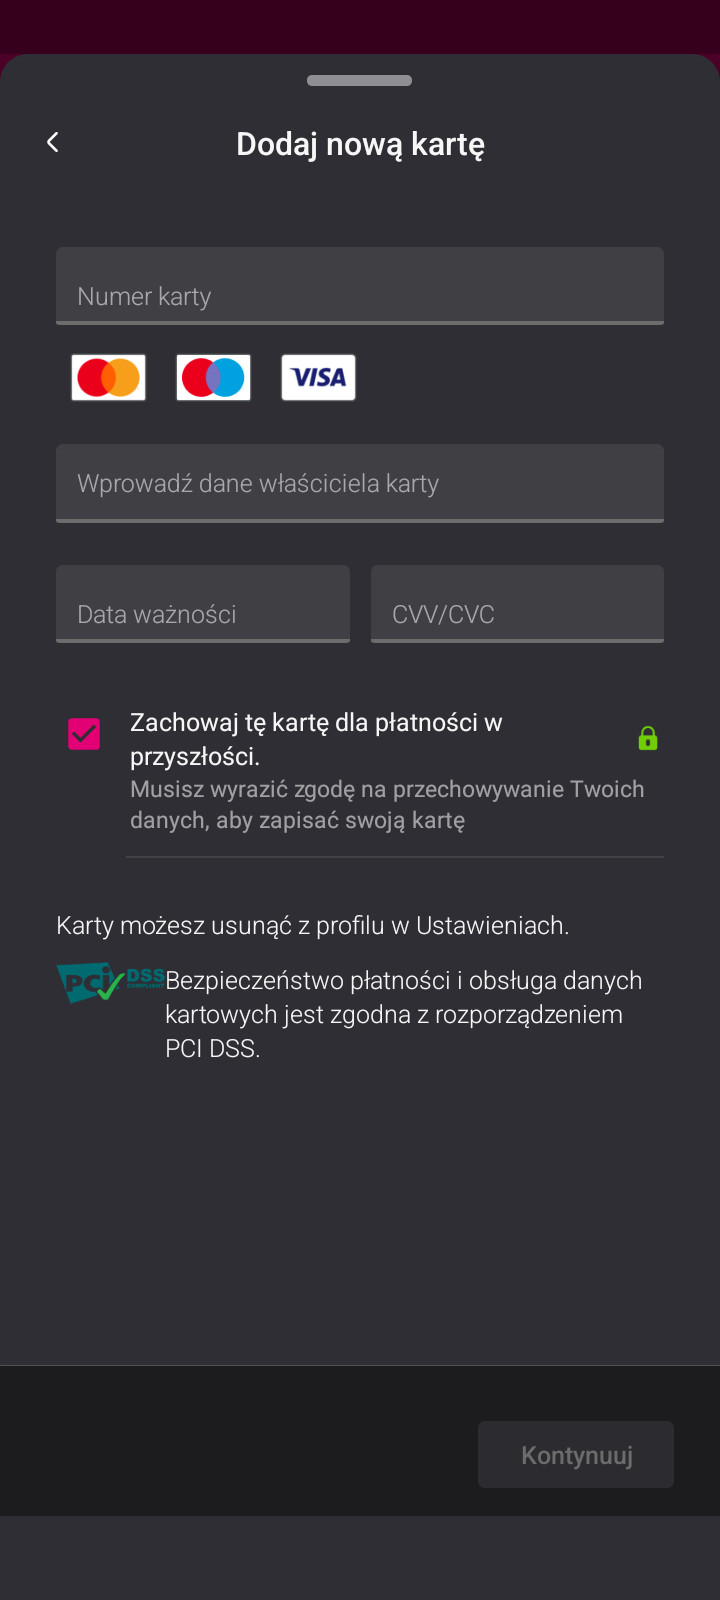 Dodaj nową kartę
Numer karty
VISA
Wprowadź dane właściciela karty
Data ważności
CVV/CVC
Zachowaj tę kartę dla płatności w
przyszłości.
Musisz wyrazić zgodę na przechowywanie Twoich
danych, aby zapisać swoją kartę
Karty możesz usunąć z profilu w Ustawieniach.
PCI DSS COMPLIANT
Bezpieczeństwo płatności i obsługa danych
kartowych jest zgodna z rozporządzeniem
PCI DSS.
Kontynuuj